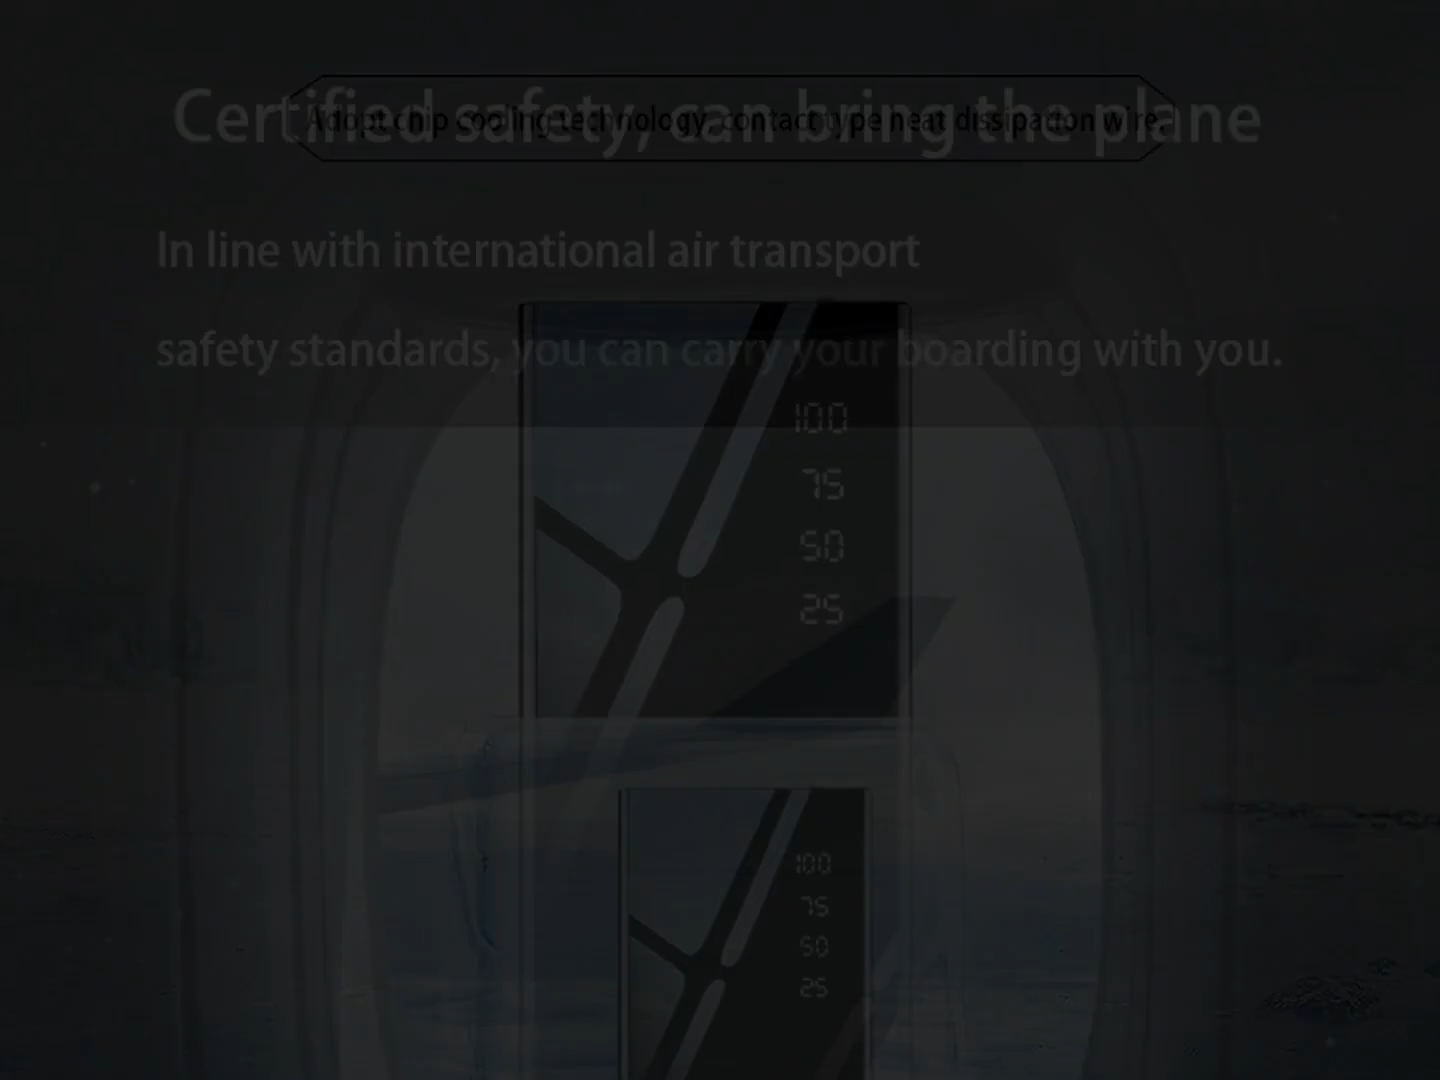 Certified safety, can bring the plane
Adopt chip cooling technology, contact type heat dissipation wire.
In line with international air transport
safety standards, you can carry your boarding with you.
100
75
50
25
100
75
50
25